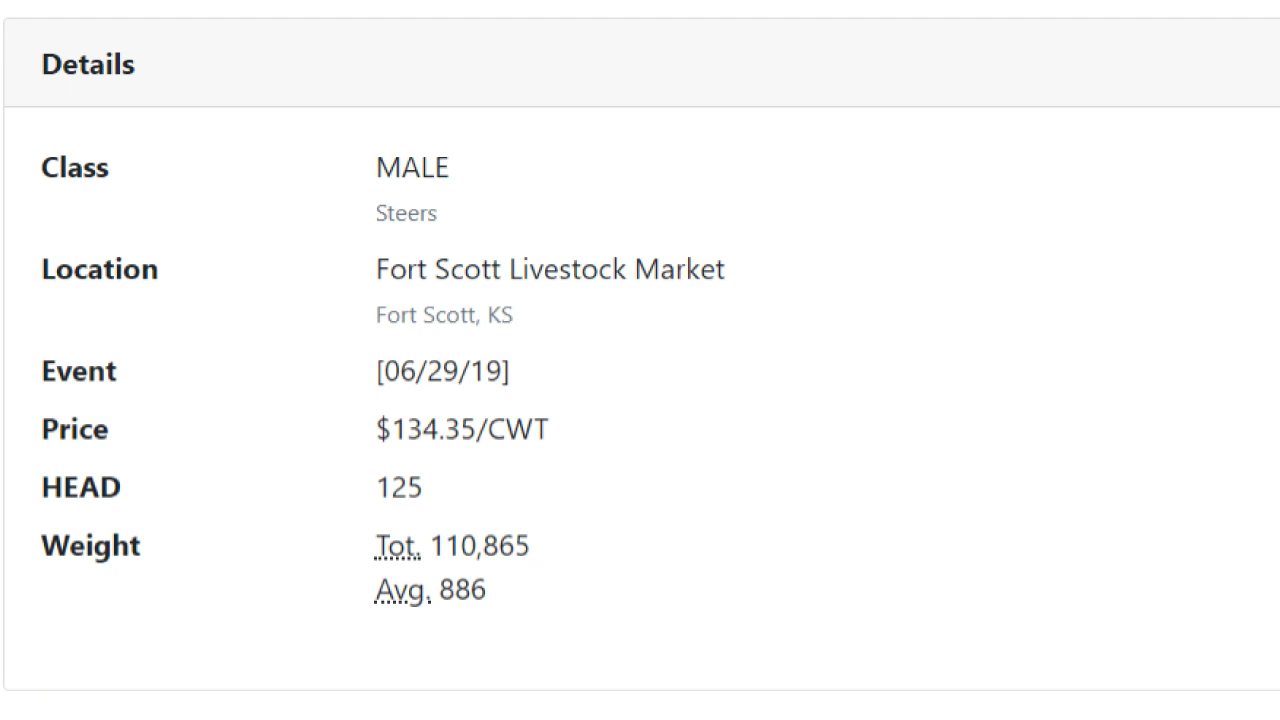 Details
Class MALE
Steers
Location Fort Scott Livestock Market
Fort Scott, KS
Event [06/29/19]
Price $134.35/CWT
HEAD 125
Weight Tot. 110,865
Avg. 886